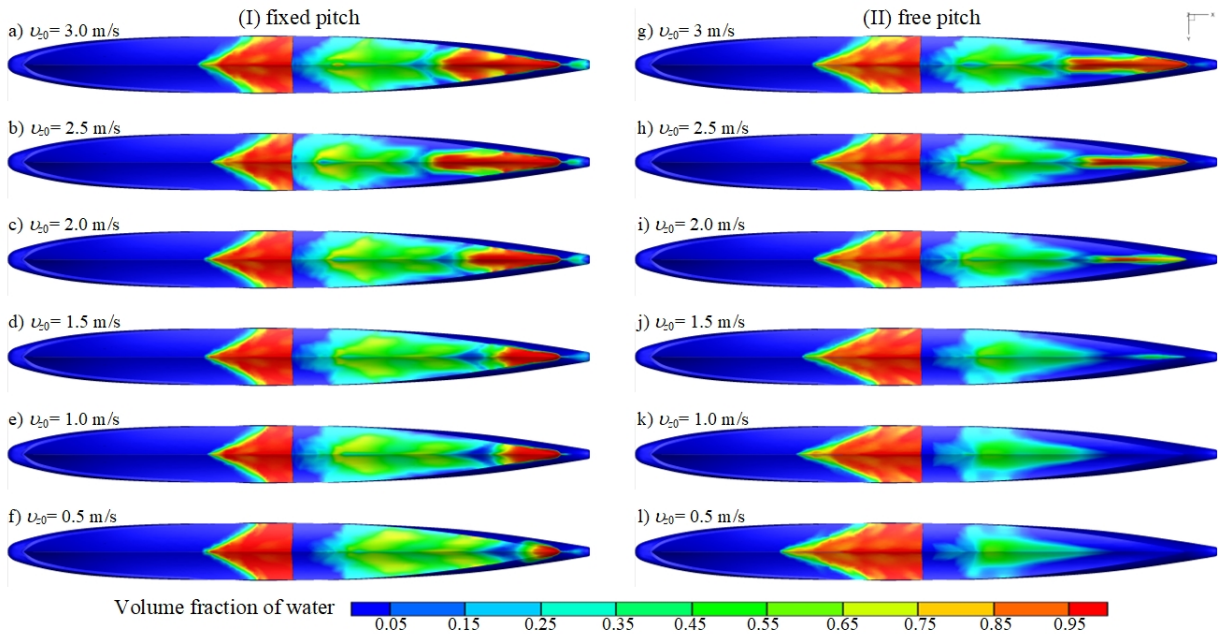 (I) fixed pitch
(II) free pitch
a) υz0= 3.0 m/s
g) υz0= 3 m/s
b) υz0= 2.5 m/s
h) υz0= 2.5 m/s
c) υz0= 2.0 m/s
i) υz0= 2.0 m/s
d) υz0= 1.5 m/s
j) υz0= 1.5 m/s
e) υz0= 1.0 m/s
k) υz0= 1.0 m/s
f) υz0= 0.5 m/s
l) υz0= 0.5 m/s
Volume fraction of water
0.05 0.15 0.25 0.35 0.45 0.55 0.65 0.75 0.85 0.95